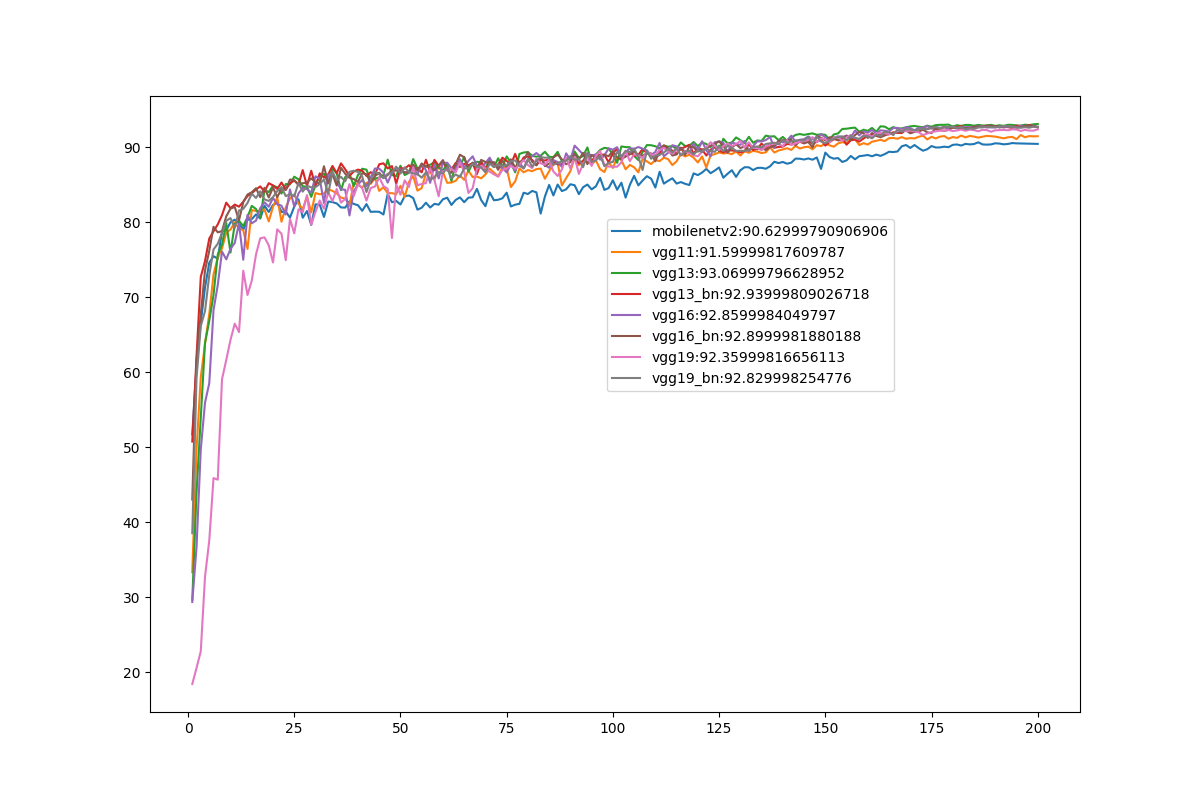 90
80
70
60
50
40
30
20
mobilenetv2:90.62999790906906
vgg11:91.59999817609787
vgg13:93.06999796628952
vgg13_bn:92.93999809026718
vgg16:92.8599984049797
vgg16_bn:92.8999981880188
vgg19:92.35999816656113
vgg19_bn:92.829998254776
0 25 50 75 100 125 150 175 200